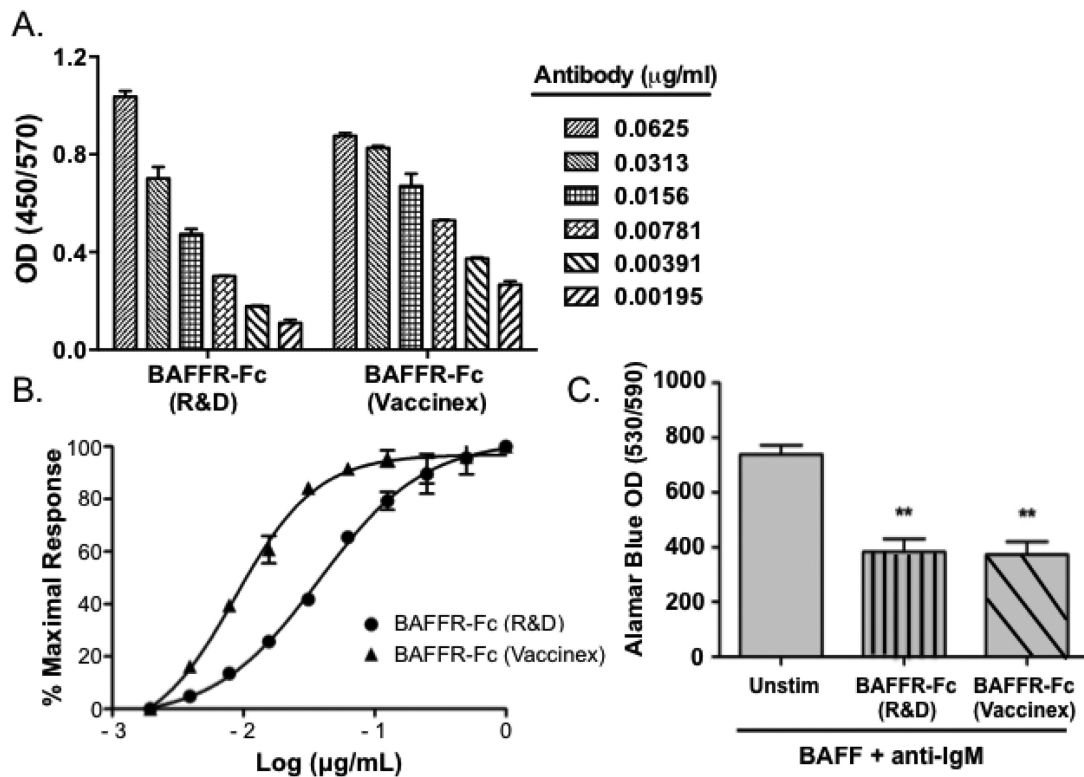 A.
OD (450/570)
1.2
0.8
0.4
0.0
BAFFR-Fc
(R&D)
BAFFR-Fc
(Vaccinex)
Antibody (μg/ml)
0.0625
0.0313
0.0156
0.00781
0.00391
0.00195
B.
% Maximal Response
100
80
60
40
20
0
- 3
- 2
- 1
0
Log (μg/mL)
BAFFR-Fc (R&D)
BAFFR-Fc (Vaccinex)
C.
Alamar Blue OD (530/590)
1000
800
600
400
200
0
**
**
Unstim
BAFFR-Fc
(R&D)
BAFFR-Fc
(Vaccinex)
BAFF + anti-IgM